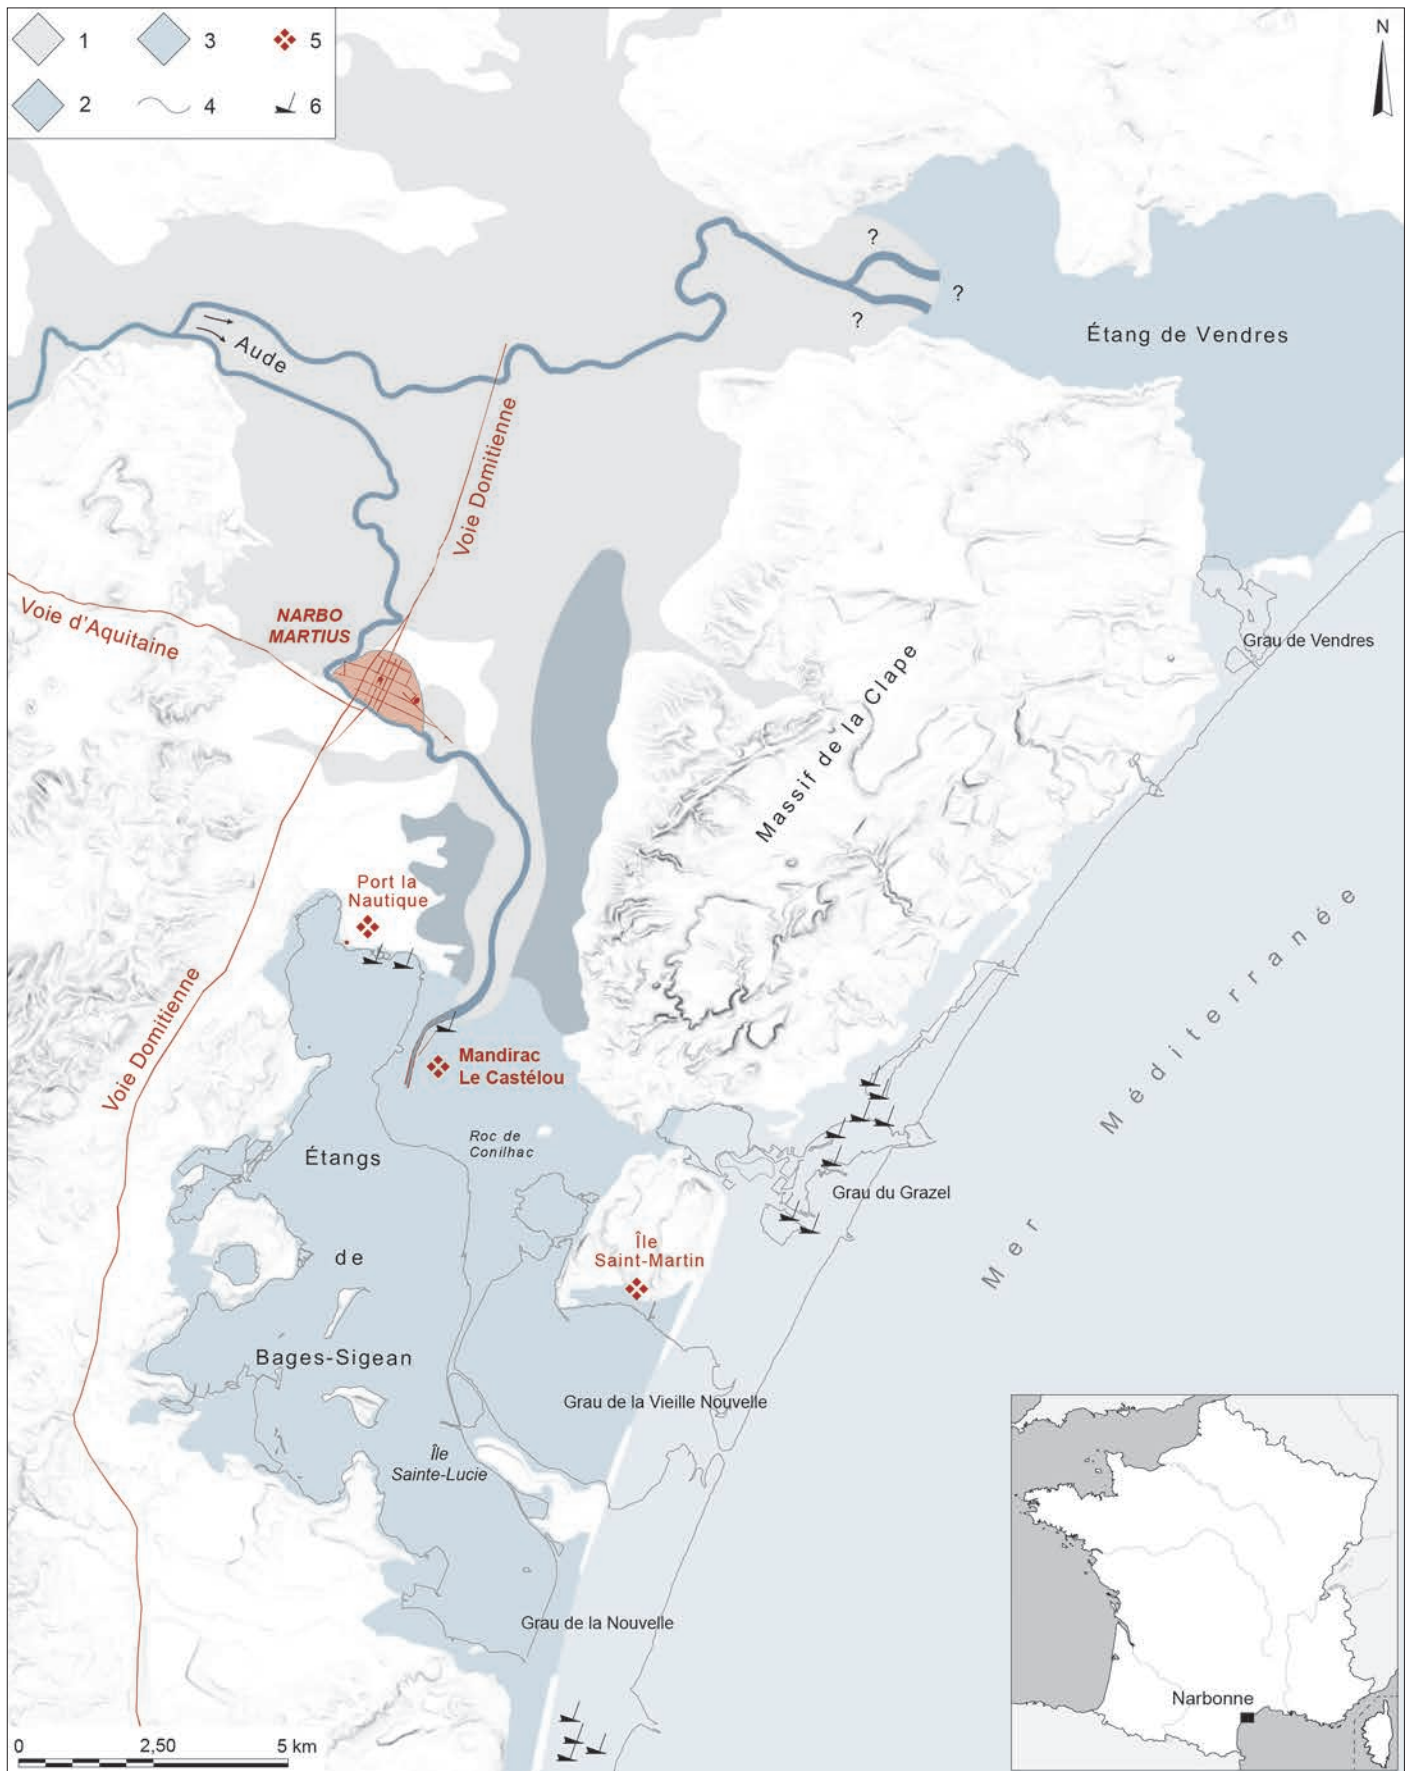 1
3
5
2
4
6
N
?
?
?
Étang de Vendres
Aude
Voie Domitienne
Voie d'Aquitaine
NARBO
MARTIUS
Grau de Vendres
Massif de la Clape
Port la
Nautique
Voie Domitienne
Mer Méditerranée
Mandirac
Le Castélou
Roc de
Conilhac
Étangs
de
Bages-Sigean
Grau du Grazel
Île
Saint-Martin
Grau de la Vieille Nouvelle
Île
Sainte-Lucie
Grau de la Nouvelle
Narbonne
0
2,50
5 km